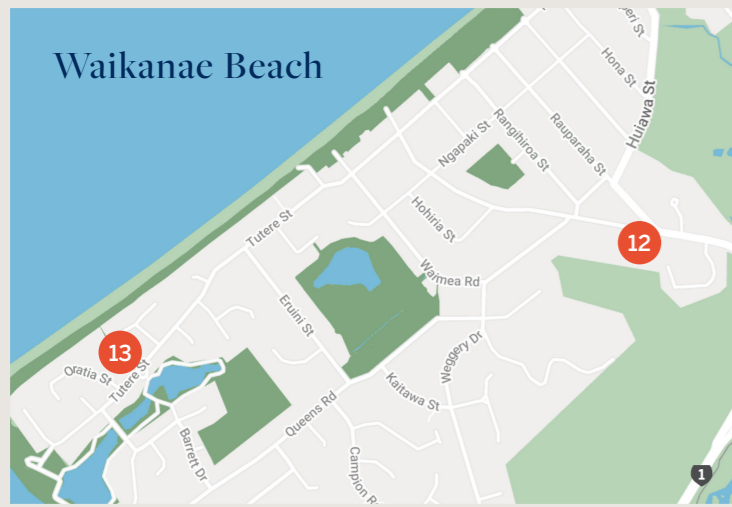 Waikanae Beach
Hona St
Huiawa St
Rauparaha St
Rangihiroa St
Ngapaki St
Hohiria St
Tutere St
12
Waimea Rd
Eruini St
13
Oratia St
Tutere St
Weggery Dr
Kaitawa St
Queens Rd
Barrett Dr
Campion R
1